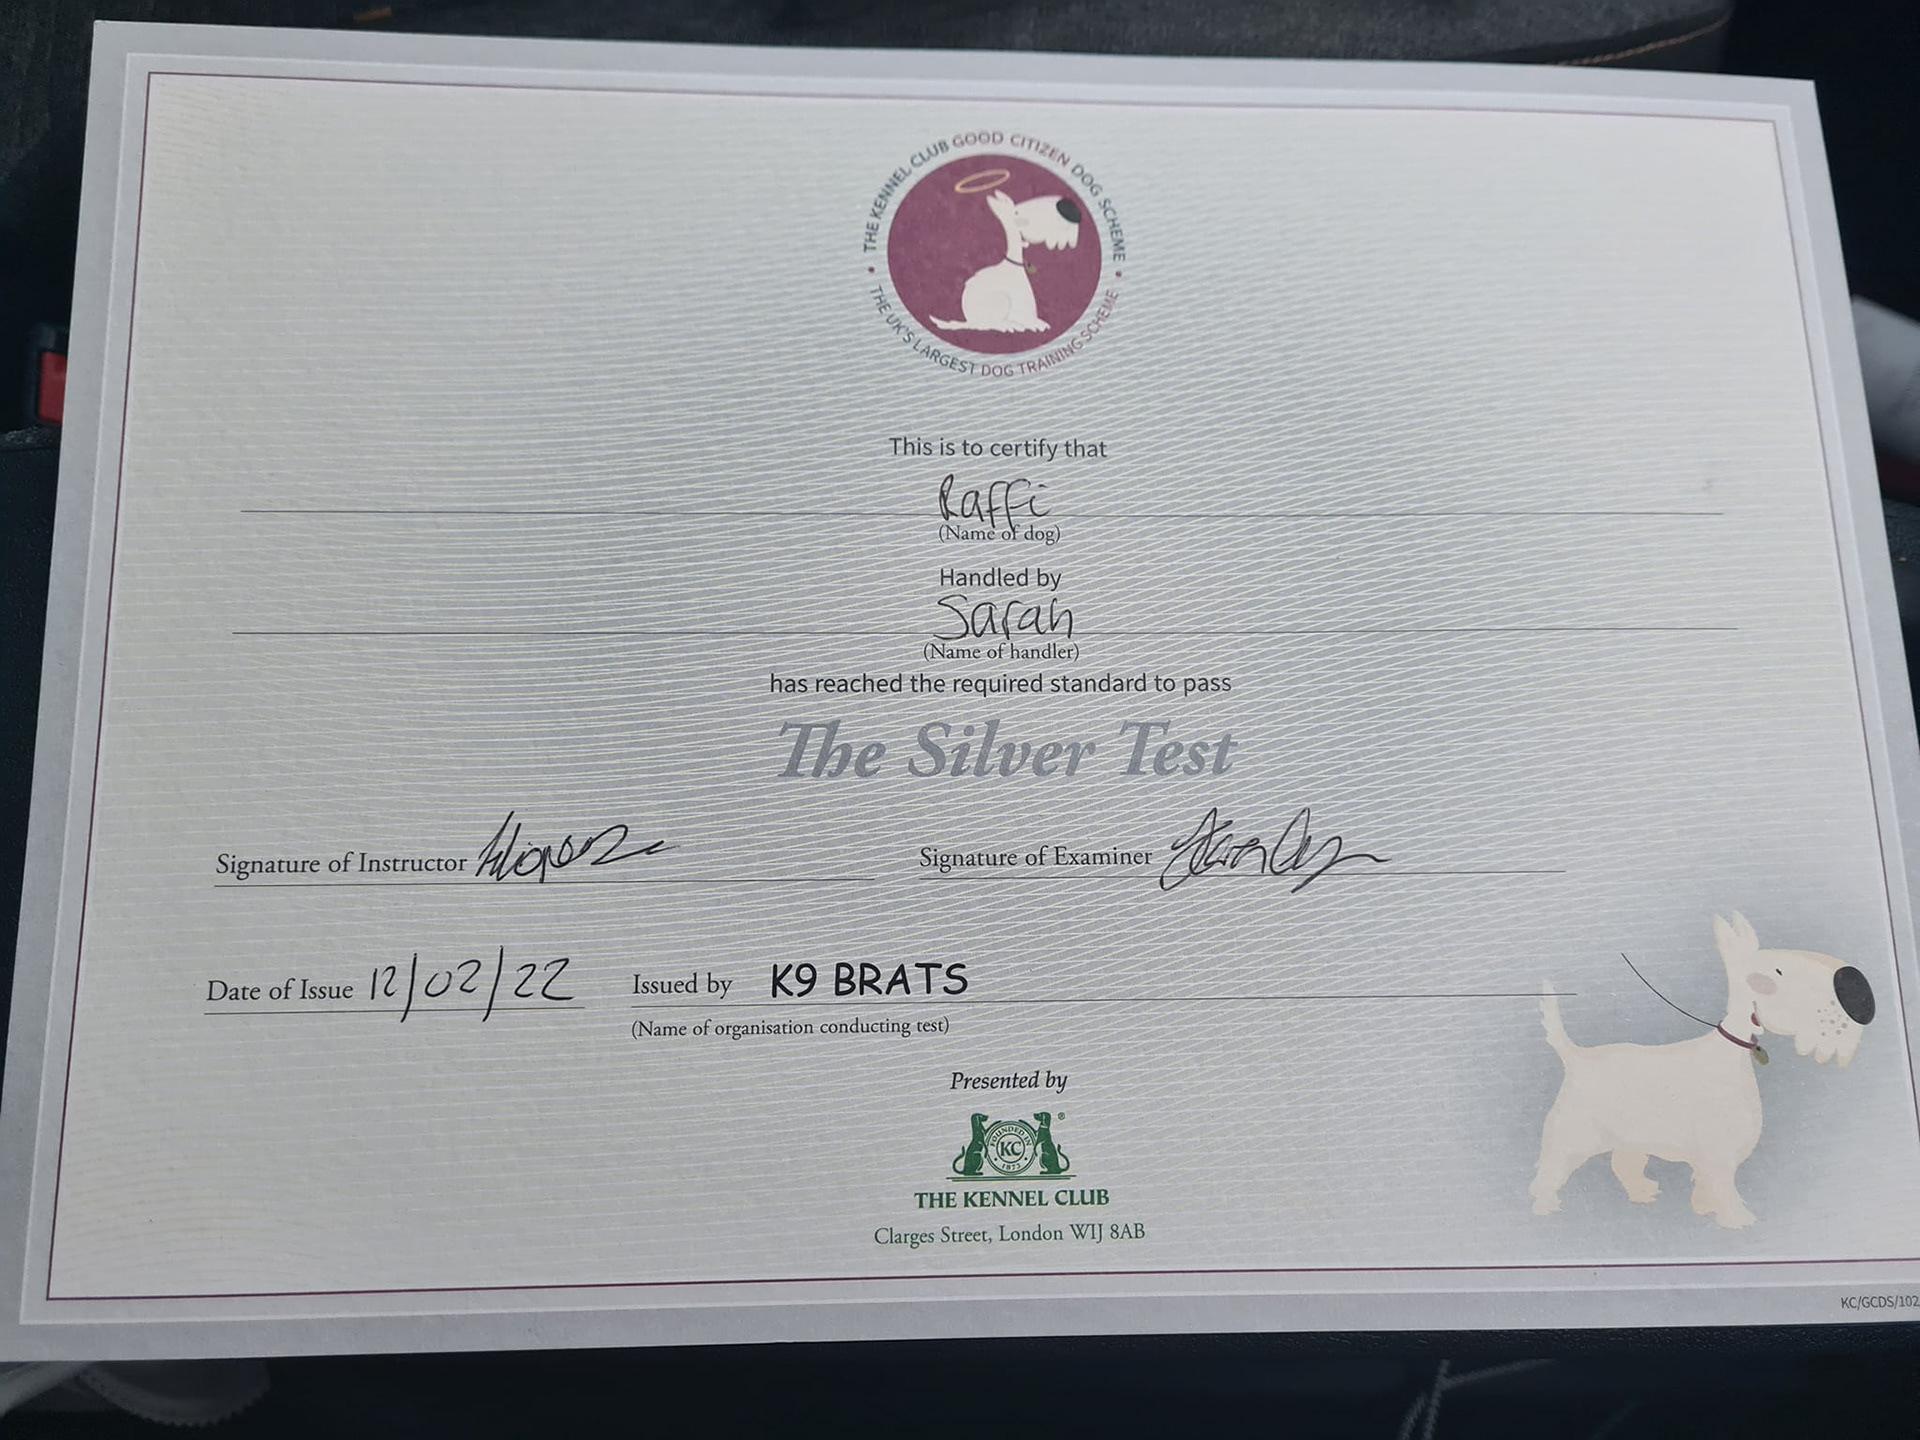 THE KENNEL CLUB GOOD CITIZEN DOG SCHEME
THE UK'S LARGEST DOG TRAINING SCHEME
This is to certify that
Raffi
(Name of dog)
Handled by
Sarah
(Name of handler)
has reached the required standard to pass
The Silver Test
Signature of Instructor
Signature of Examiner
Date of Issue 12/02/22 Issued by K9 BRATS
(Name of organisation conducting test)
Presented by
FOUNDED IN
KC
1873
THE KENNEL CLUB
Clarges Street, London W1J 8AB
KC/GCDS/102